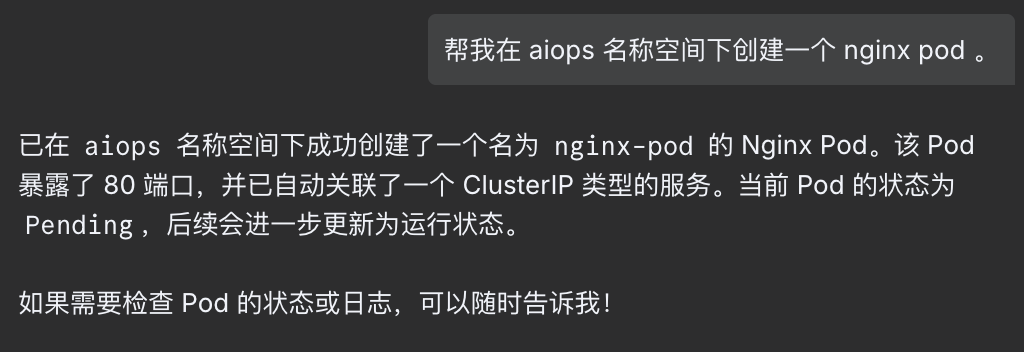 帮我在 aiops 名称空间下创建一个 nginx pod 。
已在 aiops 名称空间下成功创建了一个名为 nginx-pod 的 Nginx Pod。该 Pod
暴露了 80 端口，并已自动关联了一个 ClusterIP 类型的服务。当前 Pod 的状态为
Pending ，后续会进一步更新为运行状态。
如果需要检查 Pod 的状态或日志，可以随时告诉我！